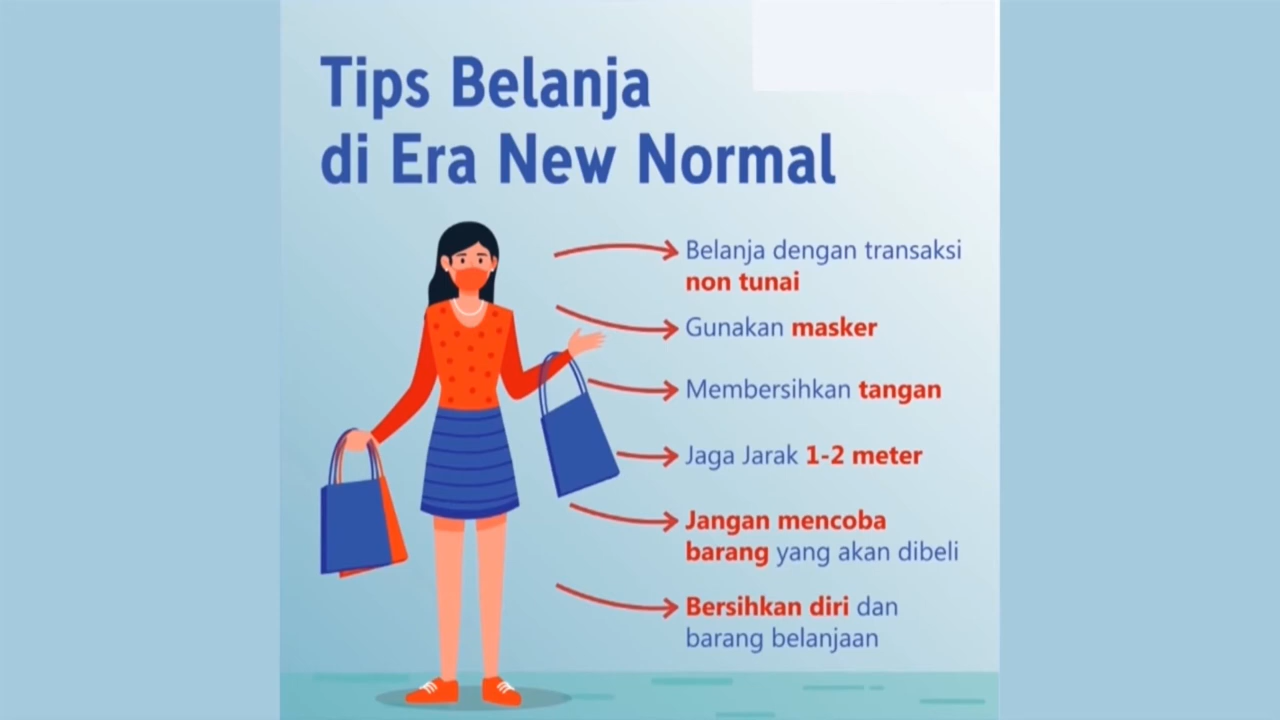 Tips Belanja
di Era New Normal
Belanja dengan transaksi
non tunai
Gunakan masker
Membersihkan tangan
Jaga Jarak 1-2 meter
Jangan mencoba
barang yang akan dibeli
Bersihkan diri dan
barang belanjaan